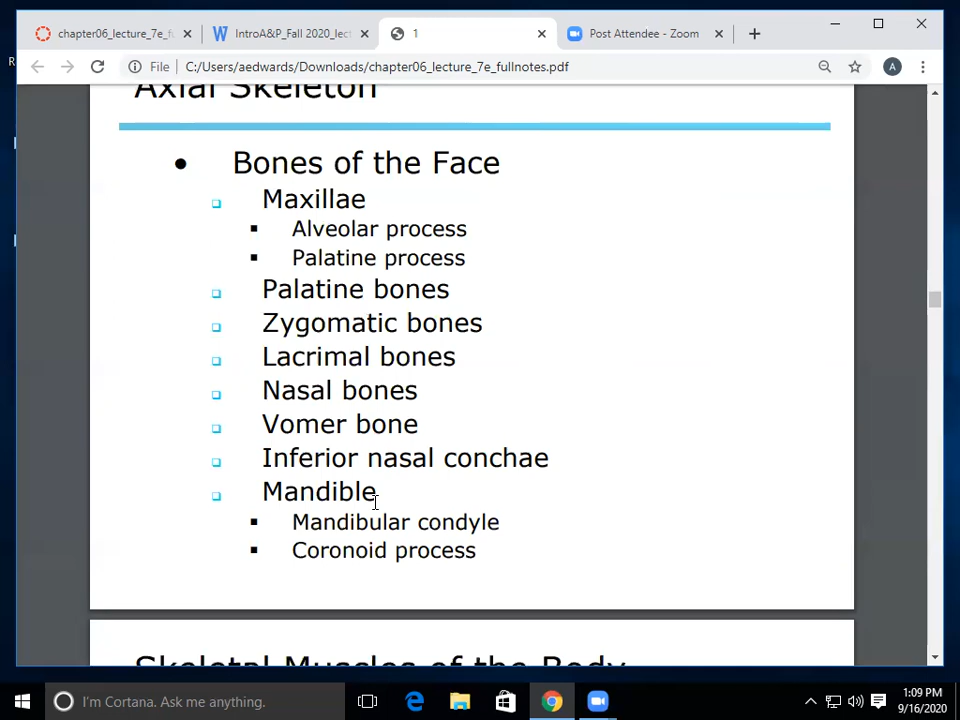 chapter06_lecture_7e_fu
IntroA&P_Fall 2020_lect
1
Post Attendee - Zoom
File
C:/Users/aedwards/Downloads/chapter06_lecture_7e_fullnotes.pdf
A
R
Axial Skeleton
Bones of the Face
Maxillae
Alveolar process
Palatine process
Palatine bones
Zygomatic bones
Lacrimal bones
Nasal bones
Vomer bone
Inferior nasal conchae
Mandible
Mandibular condyle
Coronoid process
Skeletal Muscles of the Body
I'm Cortana. Ask me anything.
1:09 PM
9/16/2020